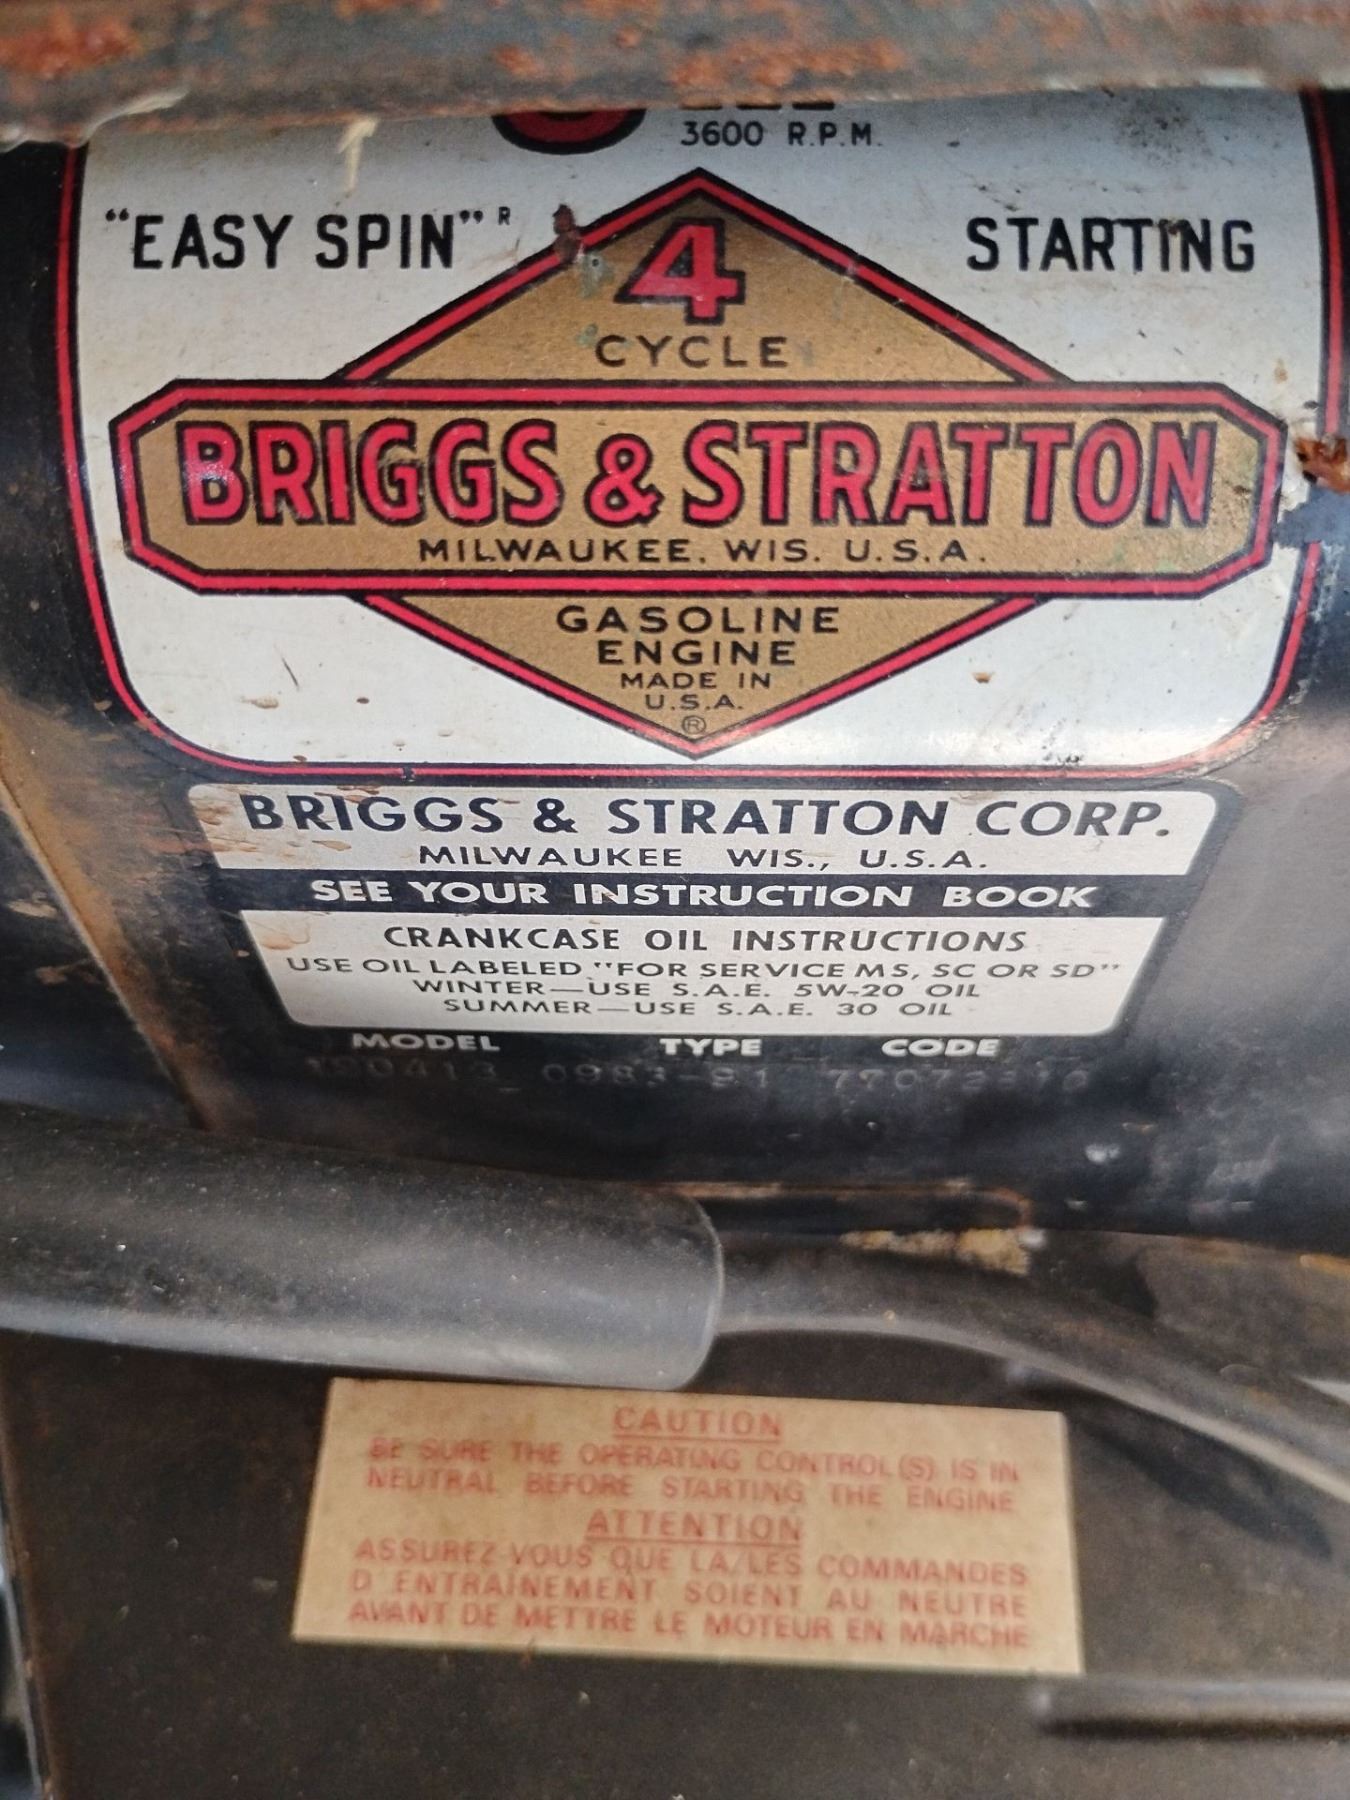 3600 R.P.M.
"EASY SPIN" R STARTING
4
CYCLE
BRIGGS & STRATTON
MILWAUKEE, WIS. U.S.A.
GASOLINE
ENGINE
MADE IN
U.S.A.
®
BRIGGS & STRATTON CORP.
MILWAUKEE WIS., U.S.A.
SEE YOUR INSTRUCTION BOOK
CRANKCASE OIL INSTRUCTIONS
USE OIL LABELED "FOR SERVICE MS, SC OR SD"
WINTER—USE S.A.E. 5W-20 OIL
SUMMER—USE S.A.E. 30 OIL
MODEL TYPE CODE
CAUTION
BE SURE THE OPERATING CONTROL(S) IS IN
NEUTRAL BEFORE STARTING THE ENGINE
ATTENTION
ASSUREZ-VOUS QUE LA/LES COMMANDES
D ENTRAINEMENT SOIENT AU NEUTRE
AVANT DE METTRE LE MOTEUR EN MARCHE